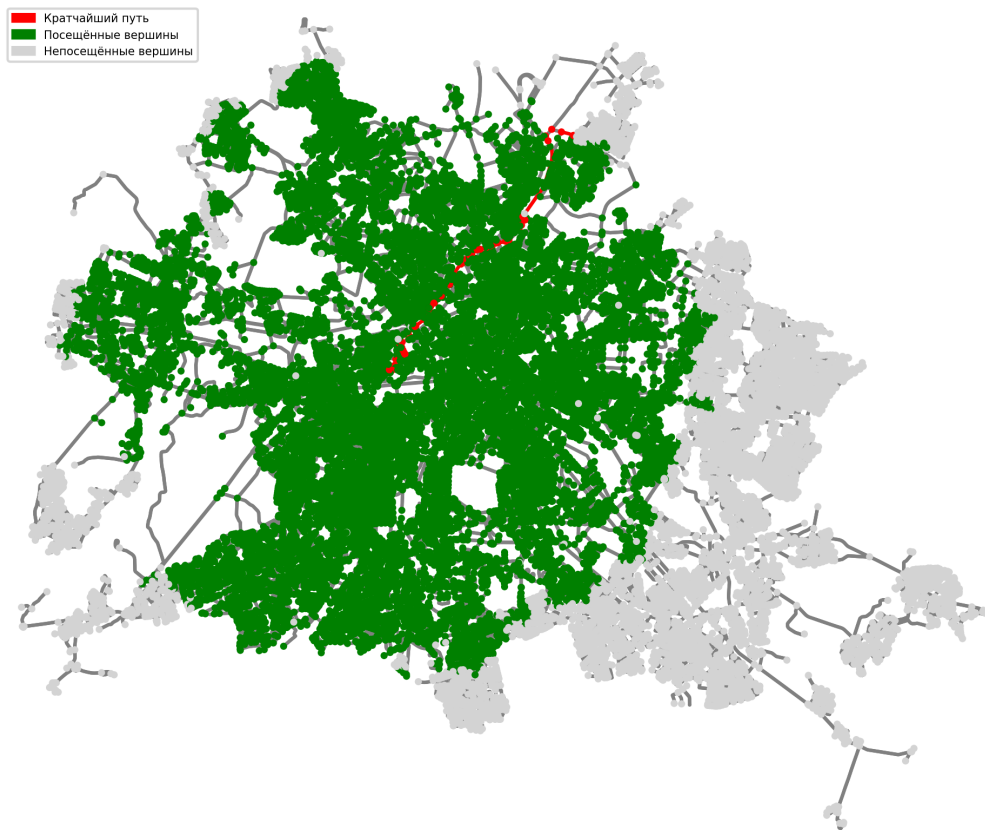 Кратчайший путь
Посещённые вершины
Непосещённые вершины